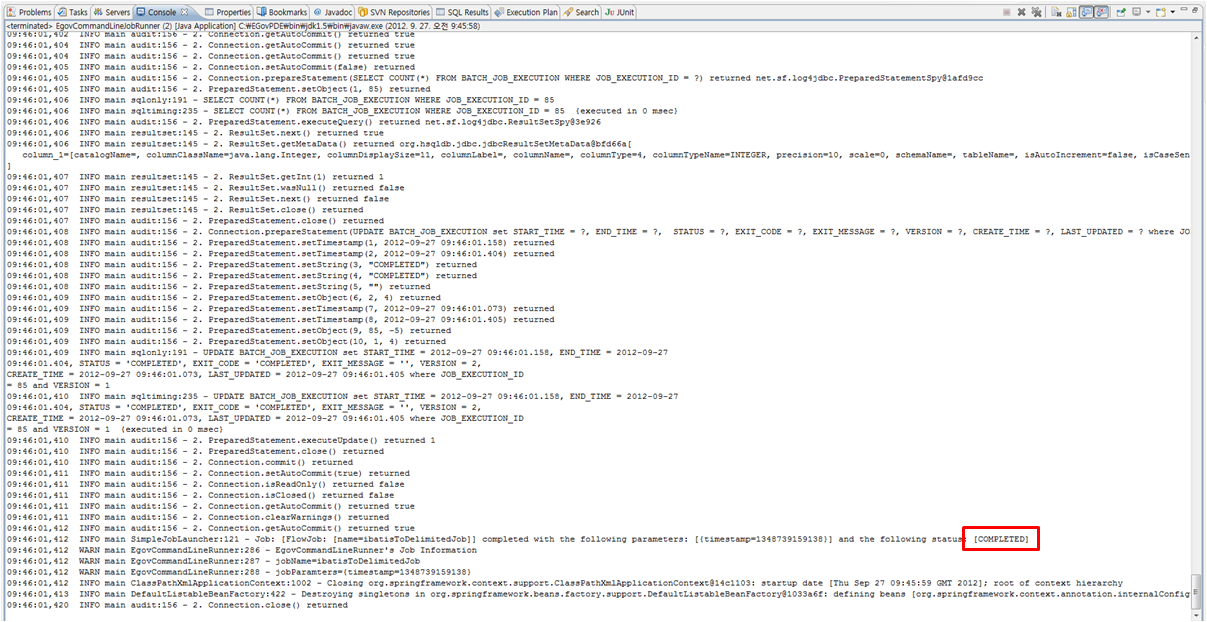 Problems Tasks Servers Console Properties Bookmarks @ Javadoc SVN Repositories SQL Results Execution Plan Search JUnit
<terminated> EgovCommandLineJobRunner (2) [Java Application] C:₩EGovPDE₩bin₩jdk1.5₩bin₩javaw.exe (2012. 9. 27. 오전 9:45:58)
09:46:01,402 INFO main audit:156 - 2. Connection.getAutoCommit() returned true
09:46:01,404 INFO main audit:156 - 2. Connection.getAutoCommit() returned true
09:46:01,404 INFO main audit:156 - 2. Connection.getAutoCommit() returned true
09:46:01,405 INFO main audit:156 - 2. Connection.setAutoCommit(false) returned
09:46:01,405 INFO main audit:156 - 2. Connection.prepareStatement(SELECT COUNT(*) FROM BATCH_JOB_EXECUTION WHERE JOB_EXECUTION_ID = ?) returned net.sf.log4jdbc.PreparedStatementSpy@1afd9cc
09:46:01,405 INFO main audit:156 - 2. PreparedStatement.setObject(1, 85) returned
09:46:01,406 INFO main sqlonly:191 - SELECT COUNT(*) FROM BATCH_JOB_EXECUTION WHERE JOB_EXECUTION_ID = 85
09:46:01,406 INFO main sqltiming:235 - SELECT COUNT(*) FROM BATCH_JOB_EXECUTION WHERE JOB_EXECUTION_ID = 85 {executed in 0 msec}
09:46:01,406 INFO main audit:156 - 2. PreparedStatement.executeQuery() returned net.sf.log4jdbc.ResultSetSpy@3e926
09:46:01,406 INFO main resultset:145 - 2. ResultSet.next() returned true
09:46:01,406 INFO main resultset:145 - 2. ResultSet.getMetaData() returned org.hsqldb.jdbc.jdbcResultSetMetaData@bfd66a[
column_1=[catalogName=, columnClassName=java.lang.Integer, columnDisplaySize=11, columnLabel=, columnName=, columnType=4, columnTypeName=INTEGER, precision=10, scale=0, schemaName=, tableName=, isAutoIncrement=false, isCaseSen
]
09:46:01,407 INFO main resultset:145 - 2. ResultSet.getInt(1) returned 1
09:46:01,407 INFO main resultset:145 - 2. ResultSet.wasNull() returned false
09:46:01,407 INFO main resultset:145 - 2. ResultSet.next() returned false
09:46:01,407 INFO main resultset:145 - 2. ResultSet.close() returned
09:46:01,407 INFO main audit:156 - 2. PreparedStatement.close() returned
09:46:01,408 INFO main audit:156 - 2. Connection.prepareStatement(UPDATE BATCH_JOB_EXECUTION set START_TIME = ?, END_TIME = ?, STATUS = ?, EXIT_CODE = ?, EXIT_MESSAGE = ?, VERSION = ?, CREATE_TIME = ?, LAST_UPDATED = ? where JO
09:46:01,408 INFO main audit:156 - 2. PreparedStatement.setTimestamp(1, 2012-09-27 09:46:01.158) returned
09:46:01,408 INFO main audit:156 - 2. PreparedStatement.setTimestamp(2, 2012-09-27 09:46:01.404) returned
09:46:01,408 INFO main audit:156 - 2. PreparedStatement.setString(3, "COMPLETED") returned
09:46:01,408 INFO main audit:156 - 2. PreparedStatement.setString(4, "COMPLETED") returned
09:46:01,408 INFO main audit:156 - 2. PreparedStatement.setString(5, "") returned
09:46:01,409 INFO main audit:156 - 2. PreparedStatement.setObject(6, 2, 4) returned
09:46:01,409 INFO main audit:156 - 2. PreparedStatement.setTimestamp(7, 2012-09-27 09:46:01.073) returned
09:46:01,409 INFO main audit:156 - 2. PreparedStatement.setTimestamp(8, 2012-09-27 09:46:01.405) returned
09:46:01,409 INFO main audit:156 - 2. PreparedStatement.setObject(9, 85, -5) returned
09:46:01,409 INFO main audit:156 - 2. PreparedStatement.setObject(10, 1, 4) returned
09:46:01,409 INFO main sqlonly:191 - UPDATE BATCH_JOB_EXECUTION set START_TIME = 2012-09-27 09:46:01.158, END_TIME = 2012-09-27
09:46:01.404, STATUS = 'COMPLETED', EXIT_CODE = 'COMPLETED', EXIT_MESSAGE = '', VERSION = 2,
CREATE_TIME = 2012-09-27 09:46:01.073, LAST_UPDATED = 2012-09-27 09:46:01.405 where JOB_EXECUTION_ID
= 85 and VERSION = 1
09:46:01,410 INFO main sqltiming:235 - UPDATE BATCH_JOB_EXECUTION set START_TIME = 2012-09-27 09:46:01.158, END_TIME = 2012-09-27
09:46:01.404, STATUS = 'COMPLETED', EXIT_CODE = 'COMPLETED', EXIT_MESSAGE = '', VERSION = 2,
CREATE_TIME = 2012-09-27 09:46:01.073, LAST_UPDATED = 2012-09-27 09:46:01.405 where JOB_EXECUTION_ID
= 85 and VERSION = 1 {executed in 0 msec}
09:46:01,410 INFO main audit:156 - 2. PreparedStatement.executeUpdate() returned 1
09:46:01,410 INFO main audit:156 - 2. PreparedStatement.close() returned
09:46:01,410 INFO main audit:156 - 2. Connection.commit() returned
09:46:01,411 INFO main audit:156 - 2. Connection.setAutoCommit(true) returned
09:46:01,411 INFO main audit:156 - 2. Connection.isReadOnly() returned false
09:46:01,411 INFO main audit:156 - 2. Connection.isClosed() returned false
09:46:01,411 INFO main audit:156 - 2. Connection.getAutoCommit() returned true
09:46:01,411 INFO main audit:156 - 2. Connection.clearWarnings() returned
09:46:01,412 INFO main audit:156 - 2. Connection.getAutoCommit() returned true
09:46:01,412 INFO main SimpleJobLauncher:121 - Job: [FlowJob: [name=ibatisToDelimitedJob]] completed with the following parameters: [{timestamp=1348739159138}] and the following status: [COMPLETED]
09:46:01,412 WARN main EgovCommandLineRunner:286 - EgovCommandLineRunner's Job Information
09:46:01,412 WARN main EgovCommandLineRunner:287 - jobName=ibatisToDelimitedJob
09:46:01,412 WARN main EgovCommandLineRunner:288 - jobParamters={timestamp=1348739159138}
09:46:01,412 INFO main ClassPathXmlApplicationContext:1002 - Closing org.springframework.context.support.ClassPathXmlApplicationContext@14c1103: startup date [Thu Sep 27 09:45:59 GMT 2012]; root of context hierarchy
09:46:01,413 INFO main DefaultListableBeanFactory:422 - Destroying singletons in org.springframework.beans.factory.support.DefaultListableBeanFactory@1033a6f: defining beans [org.springframework.context.annotation.internalConfig
09:46:01,420 INFO main audit:156 - 2. Connection.close() returned